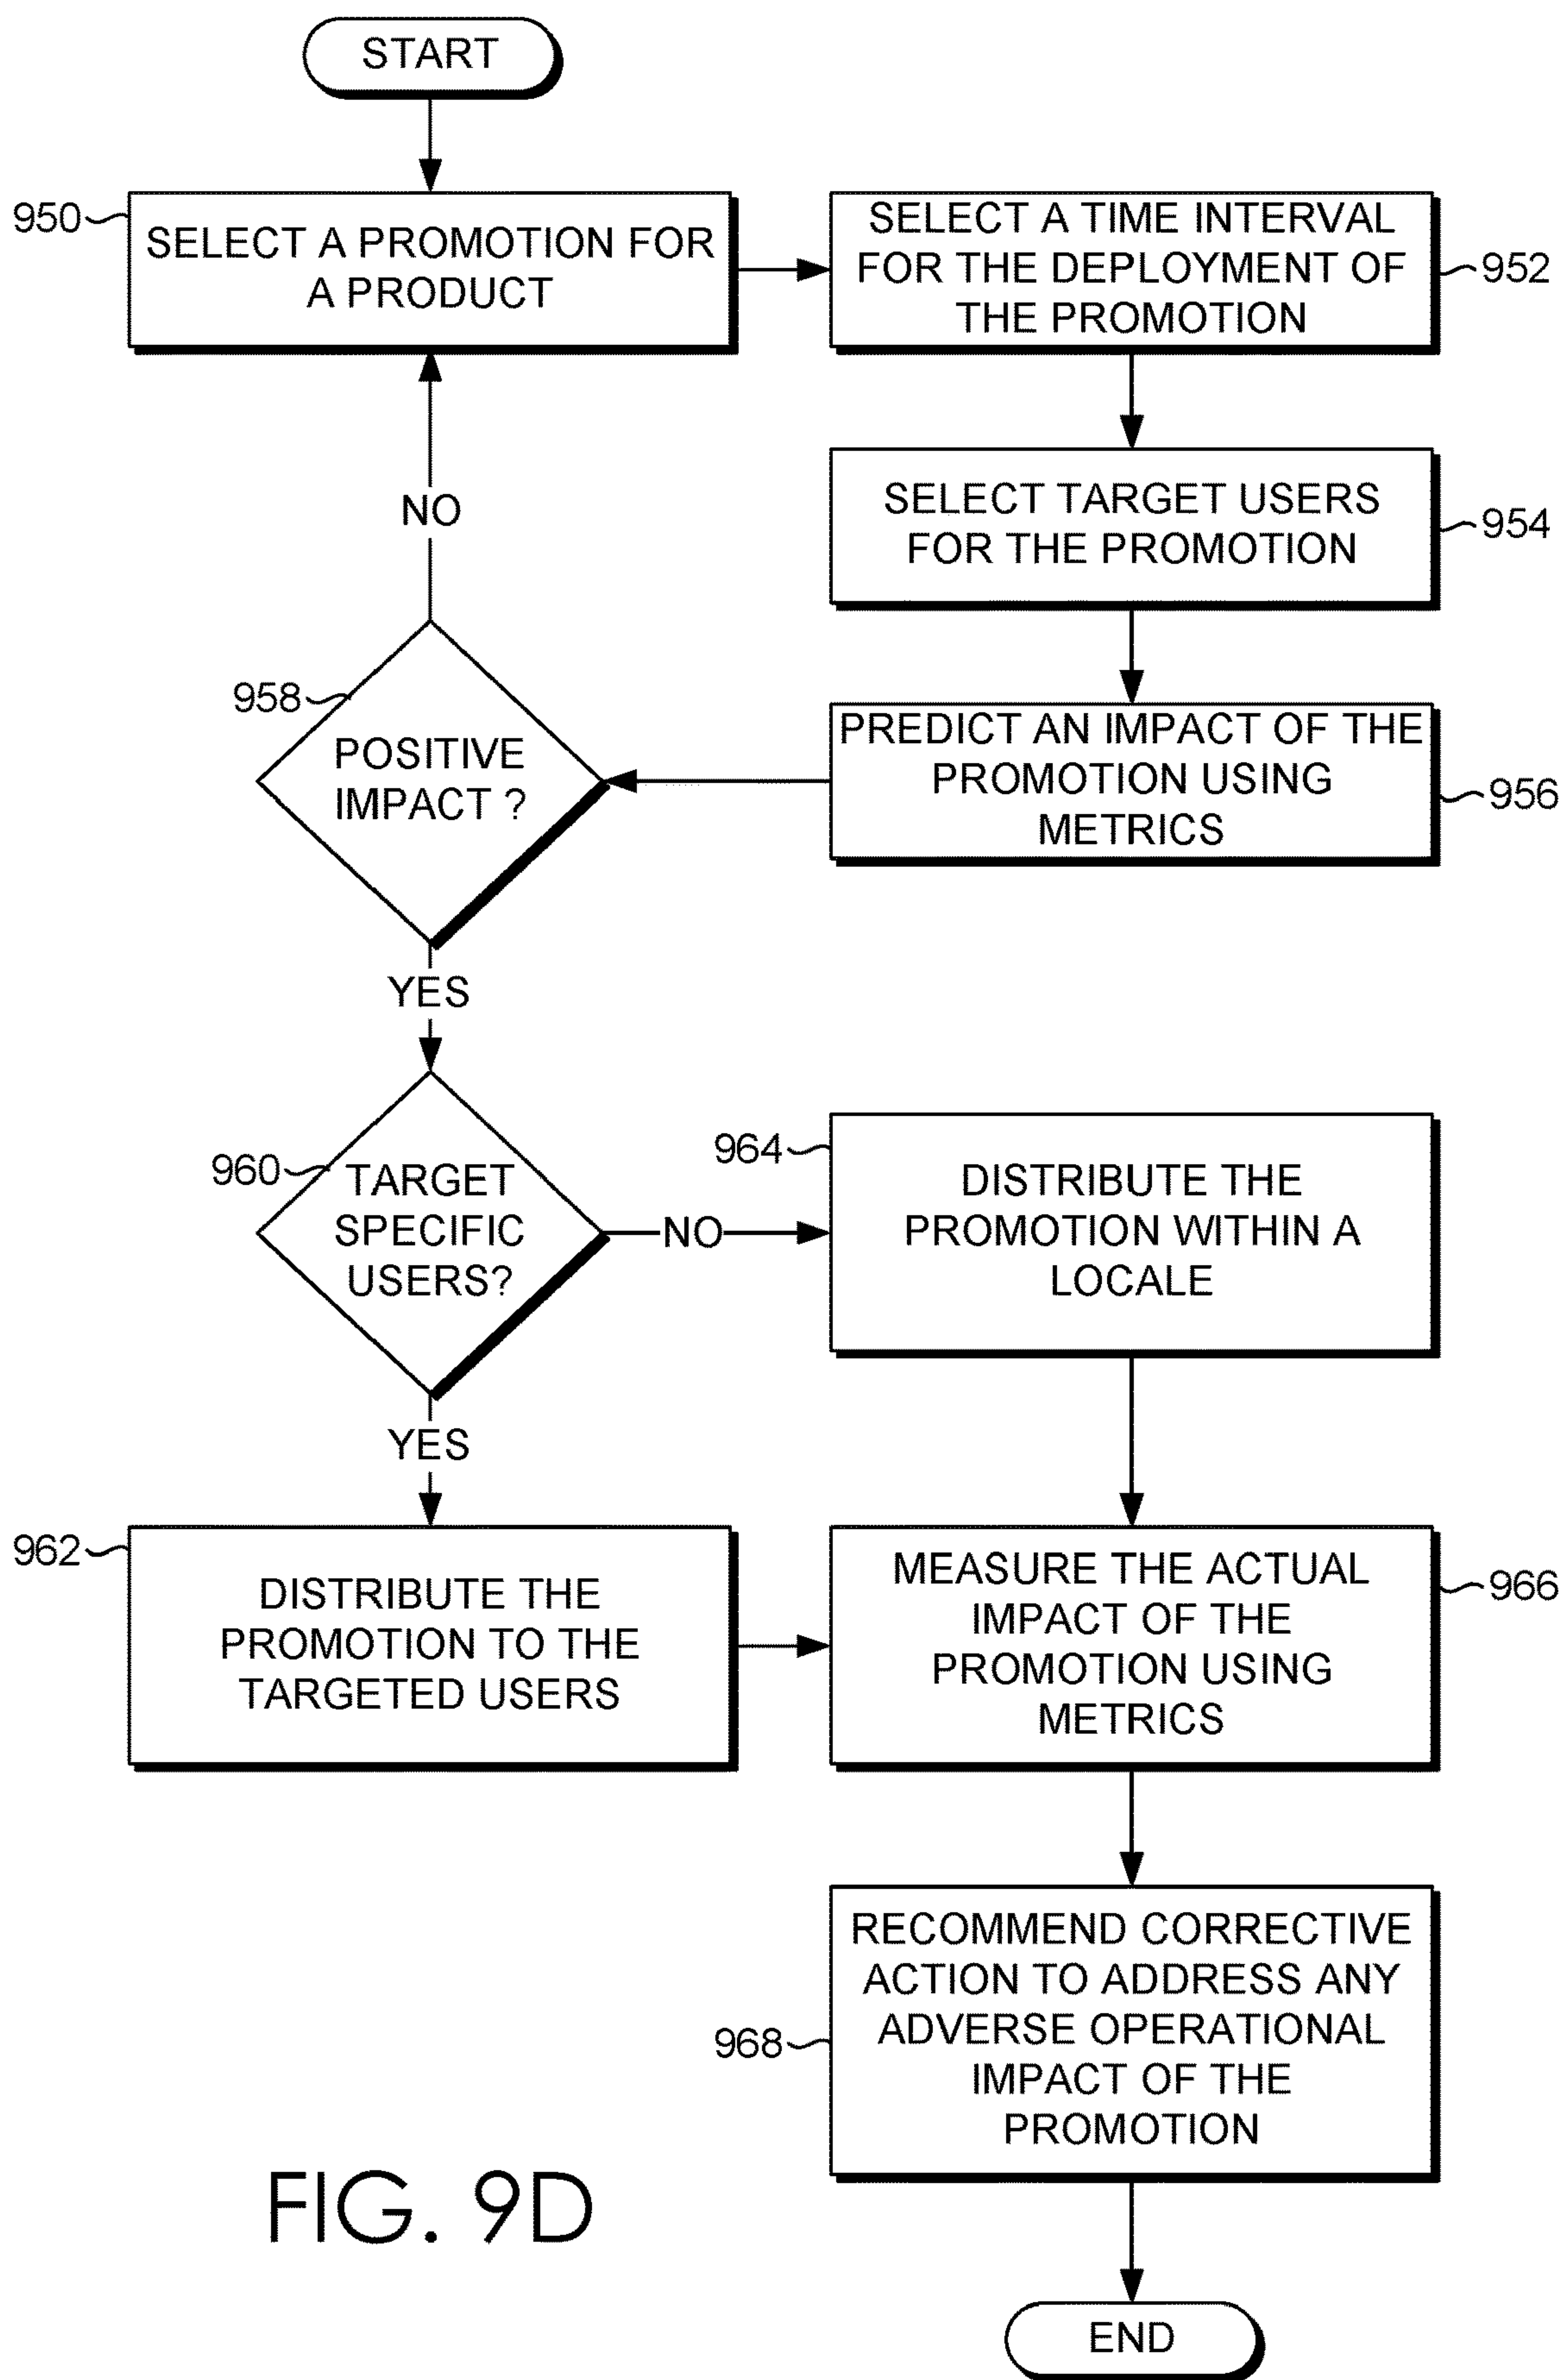 START
950
SELECT A PROMOTION FOR
A PRODUCT
SELECT A TIME INTERVAL
FOR THE DEPLOYMENT OF
THE PROMOTION
952
SELECT TARGET USERS
FOR THE PROMOTION
954
PREDICT AN IMPACT OF THE
PROMOTION USING
METRICS
956
NO
958
POSITIVE
IMPACT ?
YES
960
TARGET
SPECIFIC
USERS?
NO
964
DISTRIBUTE THE
PROMOTION WITHIN A
LOCALE
YES
962
DISTRIBUTE THE
PROMOTION TO THE
TARGETED USERS
MEASURE THE ACTUAL
IMPACT OF THE
PROMOTION USING
METRICS
966
968
RECOMMEND CORRECTIVE
ACTION TO ADDRESS ANY
ADVERSE OPERATIONAL
IMPACT OF THE
PROMOTION
END
FIG. 9D